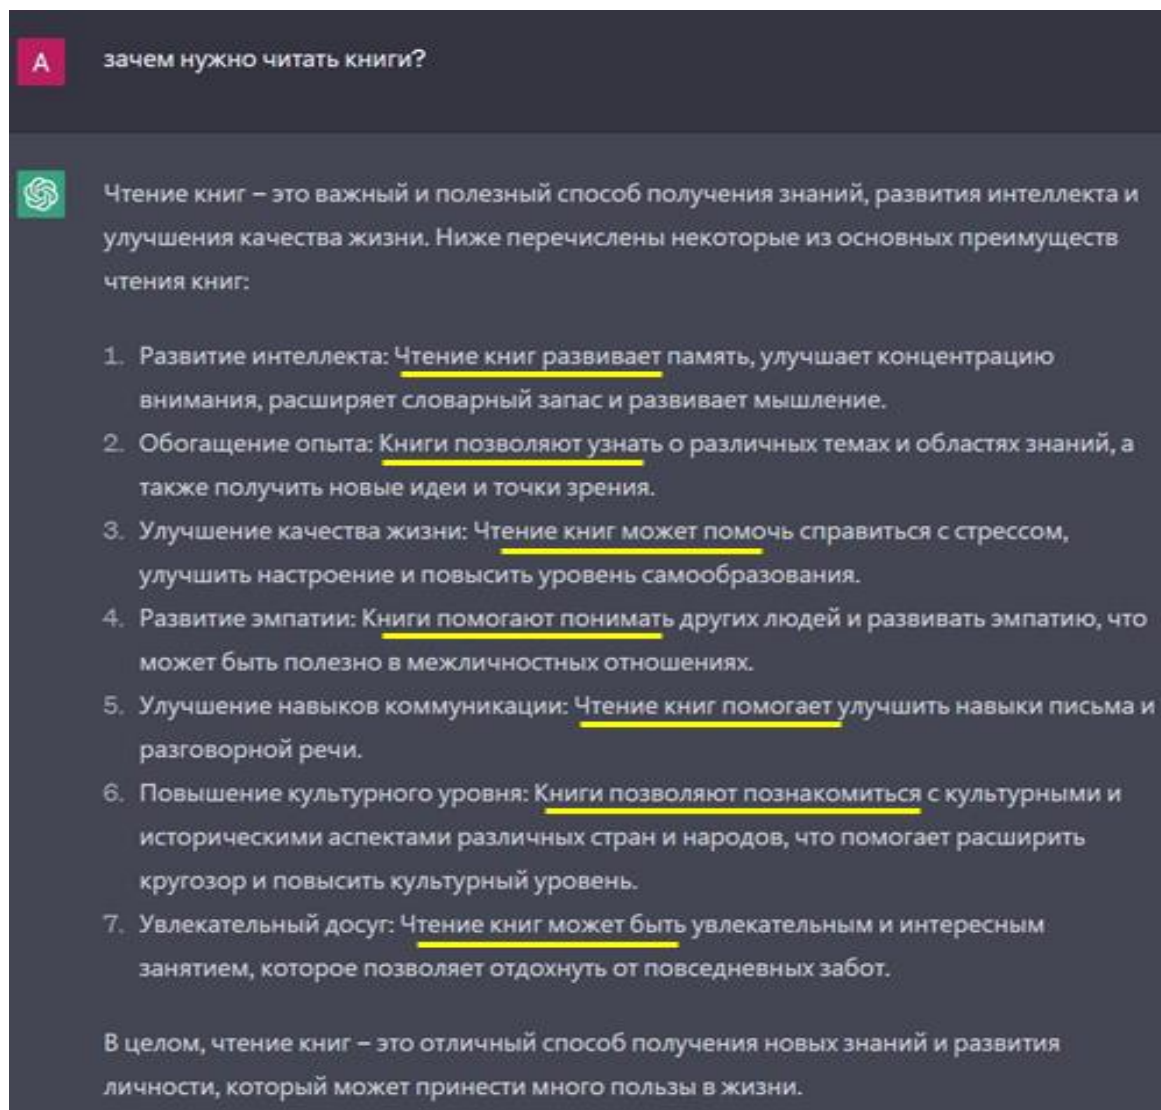 А
зачем нужно читать книги?
Чтение книг – это важный и полезный способ получения знаний, развития интеллекта и
улучшения качества жизни. Ниже перечислены некоторые из основных преимуществ
чтения книг:
1. Развитие интеллекта: Чтение книг развивает память, улучшает концентрацию
внимания, расширяет словарный запас и развивает мышление.
2. Обогащение опыта: Книги позволяют узнать о различных темах и областях знаний, а
также получить новые идеи и точки зрения.
3. Улучшение качества жизни: Чтение книг может помочь справиться с стрессом,
улучшить настроение и повысить уровень самообразования.
4. Развитие эмпатии: Книги помогают понимать других людей и развивать эмпатию, что
может быть полезно в межличностных отношениях.
5. Улучшение навыков коммуникации: Чтение книг помогает улучшить навыки письма и
разговорной речи.
6. Повышение культурного уровня: Книги позволяют познакомиться с культурными и
историческими аспектами различных стран и народов, что помогает расширить
кругозор и повысить культурный уровень.
7. Увлекательный досуг: Чтение книг может быть увлекательным и интересным
занятием, которое позволяет отдохнуть от повседневных забот.
В целом, чтение книг – это отличный способ получения новых знаний и развития
личности, который может принести много пользы в жизни.